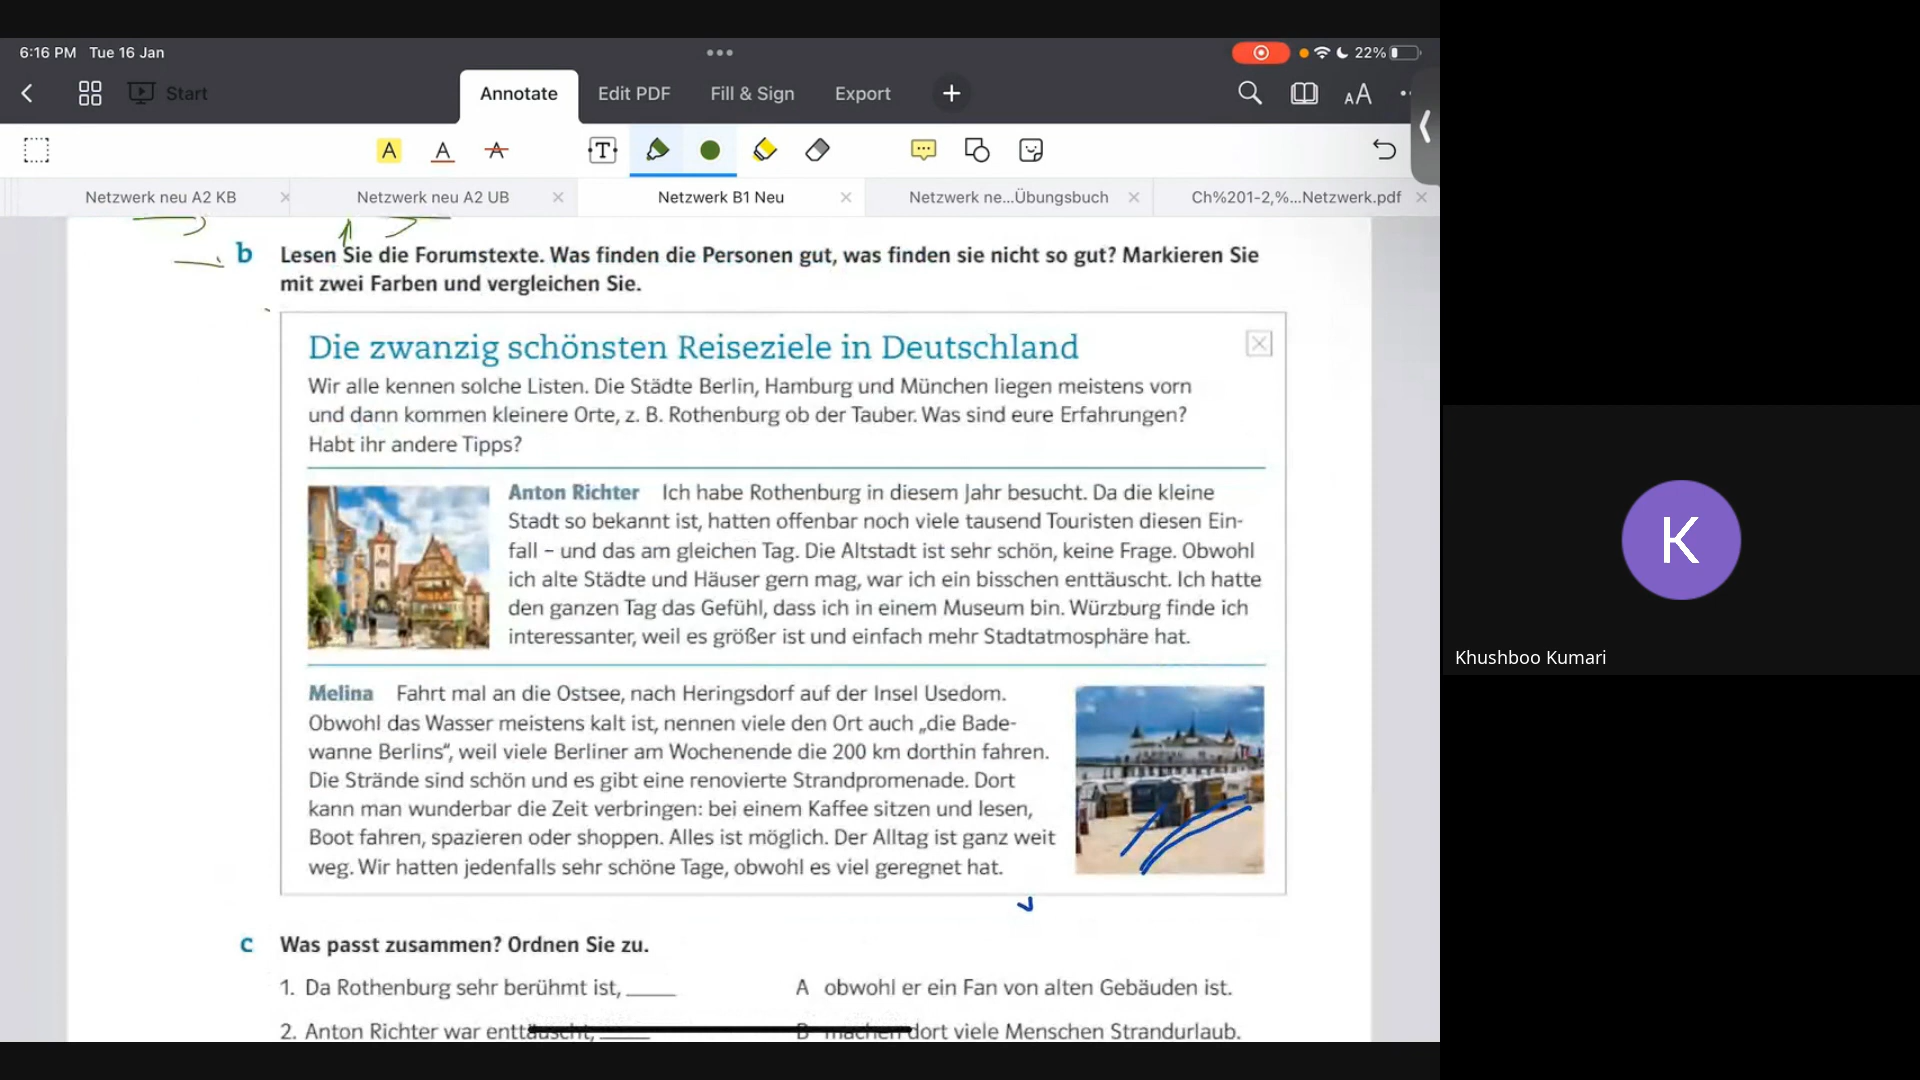 6:16 PM Tue 16 Jan
22%
Start
Annotate
Edit PDF
Fill & Sign
Export
Netzwerk neu A2 KB
Netzwerk neu A2 UB
Netzwerk B1 Neu
Netzwerk ne...Übungsbuch
Ch%201-2,%...Netzwerk.pdf
b Lesen Sie die Forumstexte. Was finden die Personen gut, was finden sie nicht so gut? Markieren Sie
mit zwei Farben und vergleichen Sie.
Die zwanzig schönsten Reiseziele in Deutschland
Wir alle kennen solche Listen. Die Städte Berlin, Hamburg und München liegen meistens vorn
und dann kommen kleinere Orte, z. B. Rothenburg ob der Tauber. Was sind eure Erfahrungen?
Habt ihr andere Tipps?
Anton Richter Ich habe Rothenburg in diesem Jahr besucht. Da die kleine
Stadt so bekannt ist, hatten offenbar noch viele tausend Touristen diesen Ein-
fall – und das am gleichen Tag. Die Altstadt ist sehr schön, keine Frage. Obwohl
ich alte Städte und Häuser gern mag, war ich ein bisschen enttäuscht. Ich hatte
den ganzen Tag das Gefühl, dass ich in einem Museum bin. Würzburg finde ich
interessanter, weil es größer ist und einfach mehr Stadtatmosphäre hat.
Melina Fahrt mal an die Ostsee, nach Heringsdorf auf der Insel Usedom.
Obwohl das Wasser meistens kalt ist, nennen viele den Ort auch „die Bade-
wanne Berlins“, weil viele Berliner am Wochenende die 200 km dorthin fahren.
Die Strände sind schön und es gibt eine renovierte Strandpromenade. Dort
kann man wunderbar die Zeit verbringen: bei einem Kaffee sitzen und lesen,
Boot fahren, spazieren oder shoppen. Alles ist möglich. Der Alltag ist ganz weit
weg. Wir hatten jedenfalls sehr schöne Tage, obwohl es viel geregnet hat.
c Was passt zusammen? Ordnen Sie zu.
1. Da Rothenburg sehr berühmt ist, ____
A obwohl er ein Fan von alten Gebäuden ist.
2. Anton Richter war enttäuscht, ____
B machen dort viele Menschen Strandurlaub.
K
Khushboo Kumari